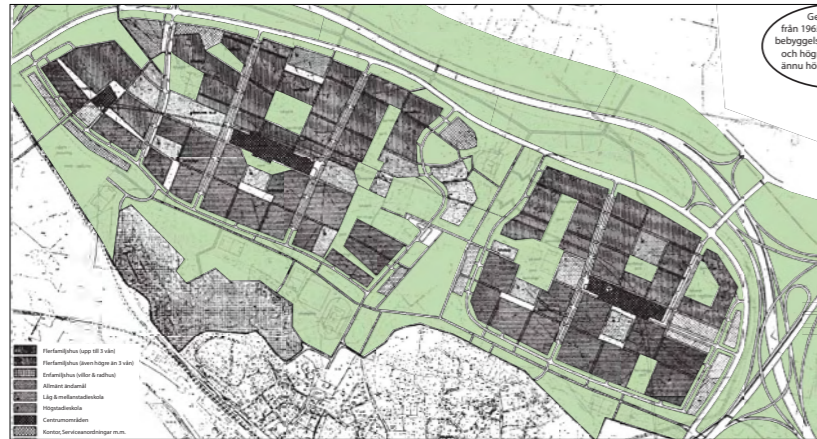 Ge
från 196
bebyggels
och hög
ännu hö
Flerfamiljshus (upp till 3 vån)
Flerfamiljshus (även högre än 3 vån)
Enfamiljshus (villor & radhus)
Allmänt ändamål
Låg & mellanstadieskola
Högstadieskola
Centrumområden
Kontor, Serviceanordningar m.m.